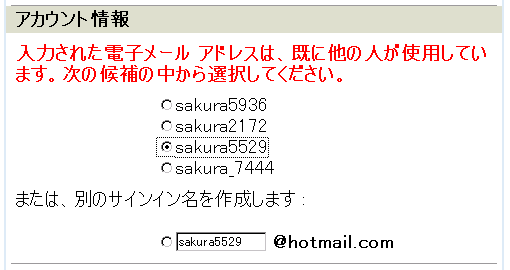 アカウント情報
入力された電子メール アドレスは、既に他の人が使用してい
ます。次の候補の中から選択してください。
sakura5936
sakura2172
sakura5529
sakura_7444
または、別のサインイン名を作成します :
sakura5529 @hotmail.com